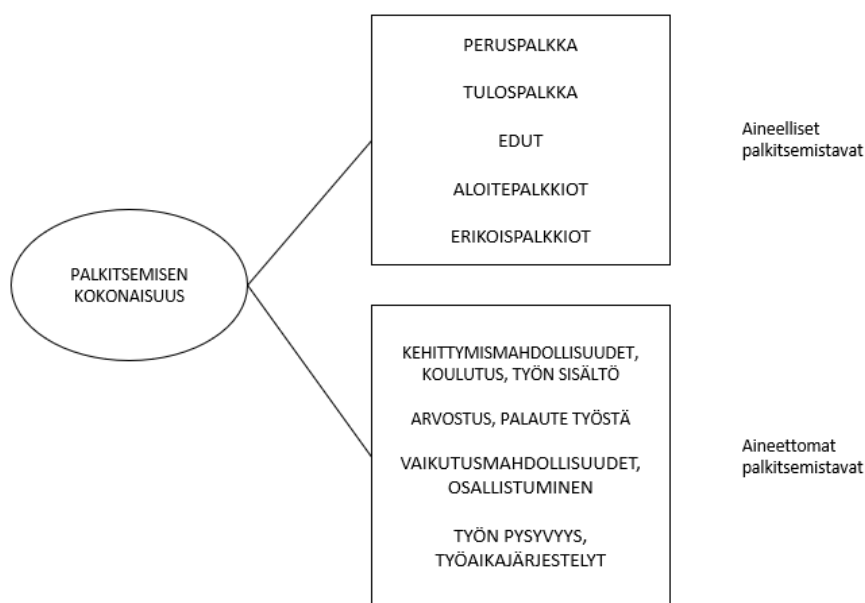 PERUSPALKKA
TULOSPALKKA
EDUT
ALOITEPALKKIOT
ERIKOISPALKKIOT
Aineelliset
palkitsemistavat
PALKITSEMISEN
KOKONAISUUS
KEHITTYMISMAHDOLLISUUDET,
KOULUTUS, TYÖN SISÄLTÖ
ARVOSTUS, PALAUTE TYÖSTÄ
VAIKUTUSMAHDOLLISUUDET,
OSALLISTUMINEN
TYÖN PYSYVYYS,
TYÖAIKAJÄRJESTELYT
Aineettomat
palkitsemistavat